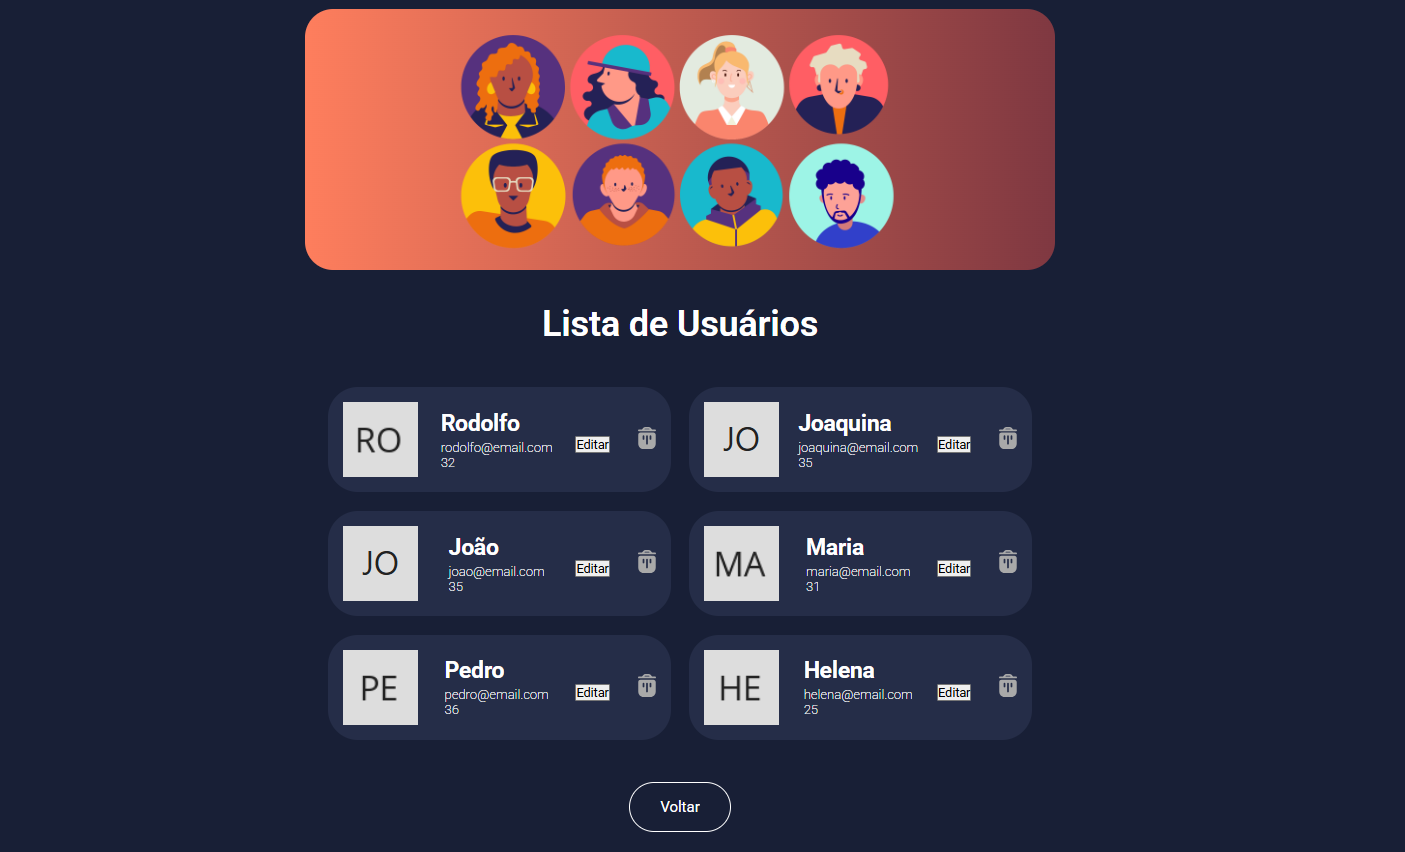 Lista de Usuários
RO
Rodolfo
rodolfo@email.com
32
Editar
JO
Joaquina
joaquina@email.com
35
Editar
JO
João
joao@email.com
35
Editar
MA
Maria
maria@email.com
31
Editar
PE
Pedro
pedro@email.com
36
Editar
HE
Helena
helena@email.com
25
Editar
Voltar